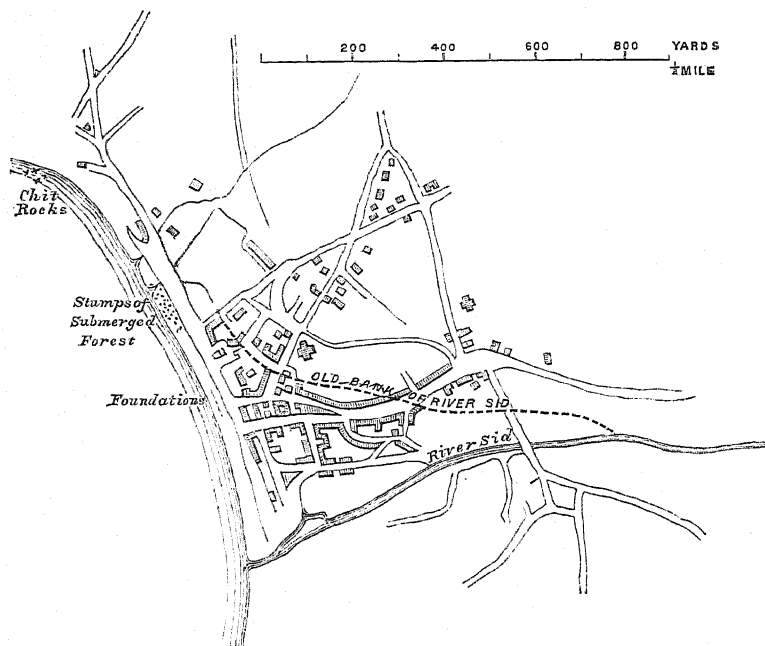 200 400 600 800 YARDS
½ MILE
Chit
Rocks
Stumps of
Submerged
Forest
Foundations
OLD BANK OF RIVER SID
River Sid